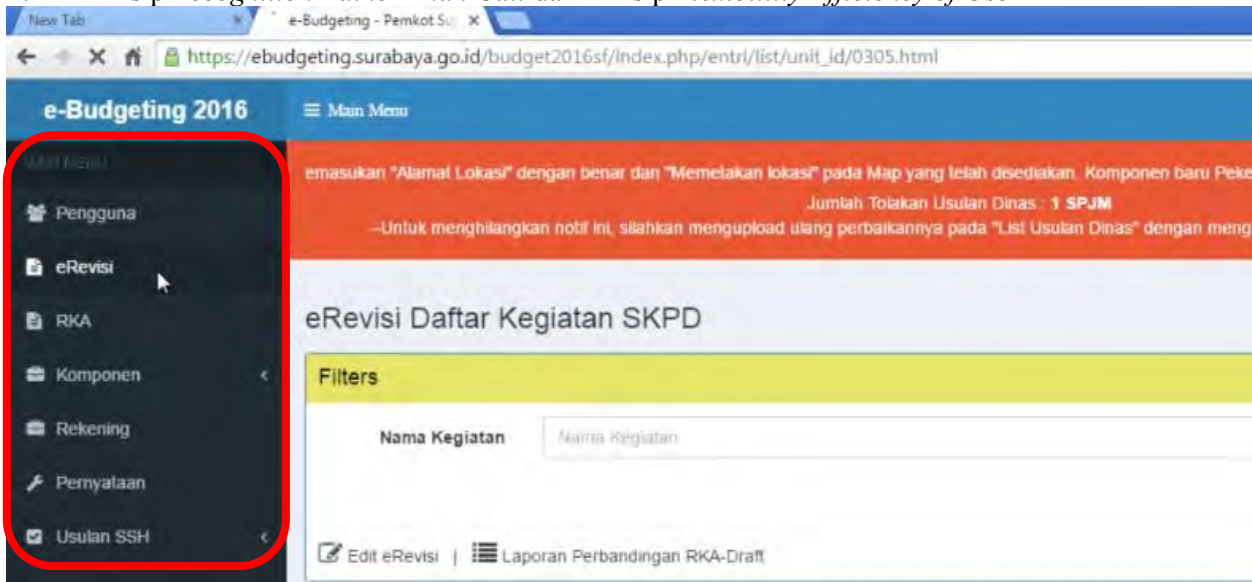 New Tab
e-Budgeting - Pemkot Su
https://ebudgeting.surabaya.go.id/budget2016sf/index.php/entri/list/unit_id/0305.html
e-Budgeting 2016
Main Menu
MAIN MENU
emasukan "Alamat Lokasi" dengan benar dan "Memetakan lokasi" pada Map yang telah disediakan. Komponen baru Peke
Jumlah Tolakan Usulan Dinas : 1 SPJM
--Untuk menghilangkan notif ini, silahkan mengupload ulang perbaikannya pada "List Usulan Dinas" dengan meng
Pengguna
eRevisi
RKA
Komponen
Rekening
Pernyataan
Usulan SSH
eRevisi Daftar Kegiatan SKPD
Filters
Nama Kegiatan
Nama Kegiatan
Edit eRevisi | Laporan Perbandingan RKA-Draft